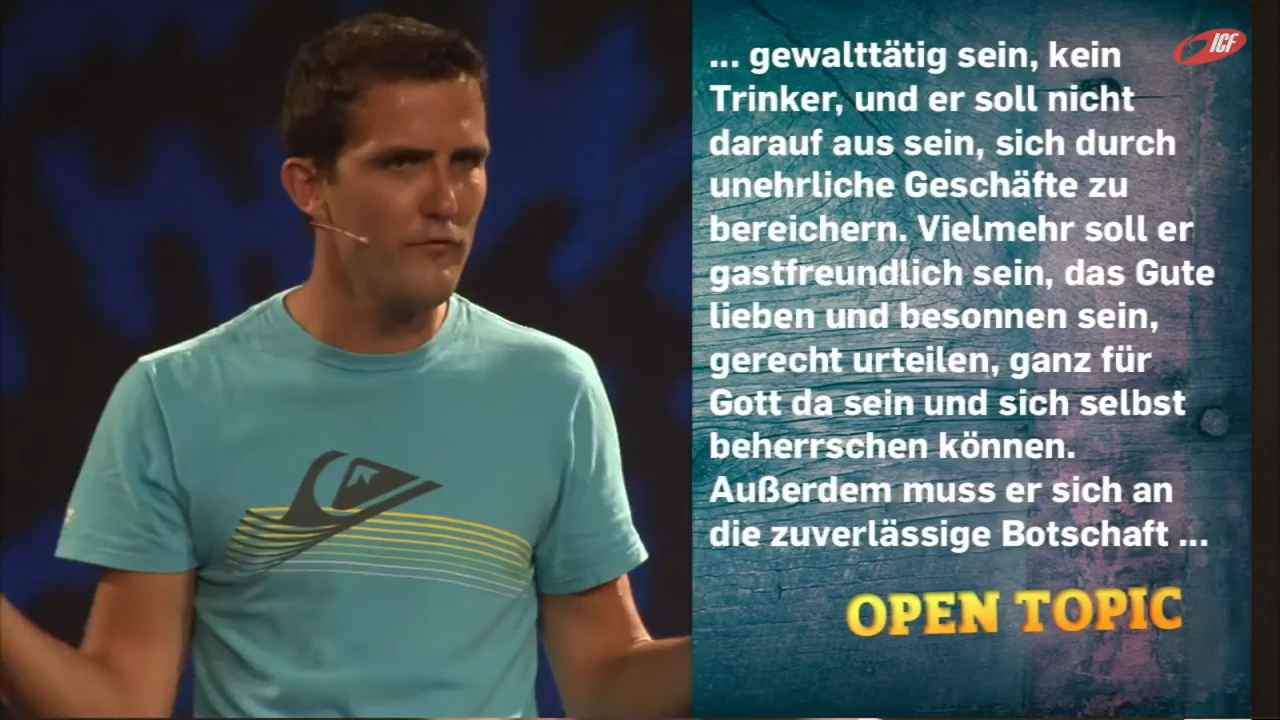 ICF
... gewalttätig sein, kein
Trinker, und er soll nicht
darauf aus sein, sich durch
unehrliche Geschäfte zu
bereichern. Vielmehr soll er
gastfreundlich sein, das Gute
lieben und besonnen sein,
gerecht urteilen, ganz für
Gott da sein und sich selbst
beherrschen können.
Außerdem muss er sich an
die zuverlässige Botschaft ...
OPEN TOPIC